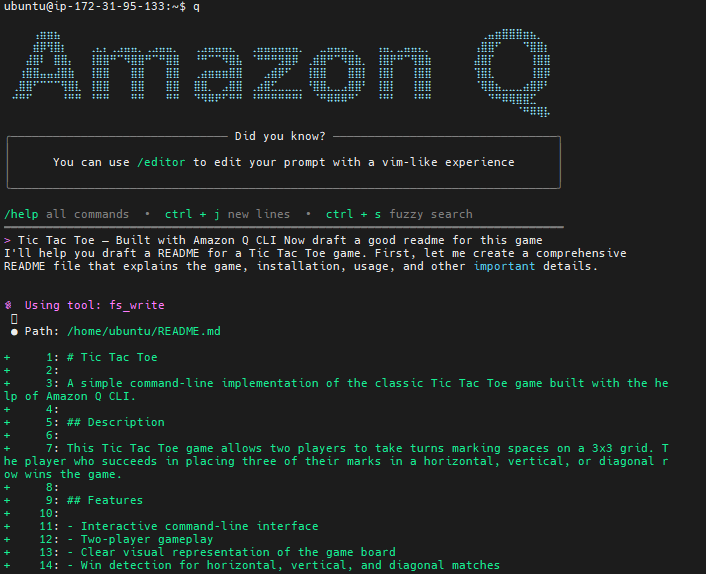 ubuntu@ip-172-31-95-133:~$ q
Amazon Q
Did you know?
You can use /editor to edit your prompt with a vim-like experience
/help all commands • ctrl + j new lines • ctrl + s fuzzy search
> Tic Tac Toe – Built with Amazon Q CLI Now draft a good readme for this game
I'll help you draft a README for a Tic Tac Toe game. First, let me create a comprehensive
README file that explains the game, installation, usage, and other important details.
Using tool: fs_write
● Path: /home/ubuntu/README.md
+ 1: # Tic Tac Toe
+ 2:
+ 3: A simple command-line implementation of the classic Tic Tac Toe game built with the he
lp of Amazon Q CLI.
+ 4:
+ 5: ## Description
+ 6:
+ 7: This Tic Tac Toe game allows two players to take turns marking spaces on a 3x3 grid. T
he player who succeeds in placing three of their marks in a horizontal, vertical, or diagonal r
ow wins the game.
+ 8:
+ 9: ## Features
+ 10:
+ 11: - Interactive command-line interface
+ 12: - Two-player gameplay
+ 13: - Clear visual representation of the game board
+ 14: - Win detection for horizontal, vertical, and diagonal matches